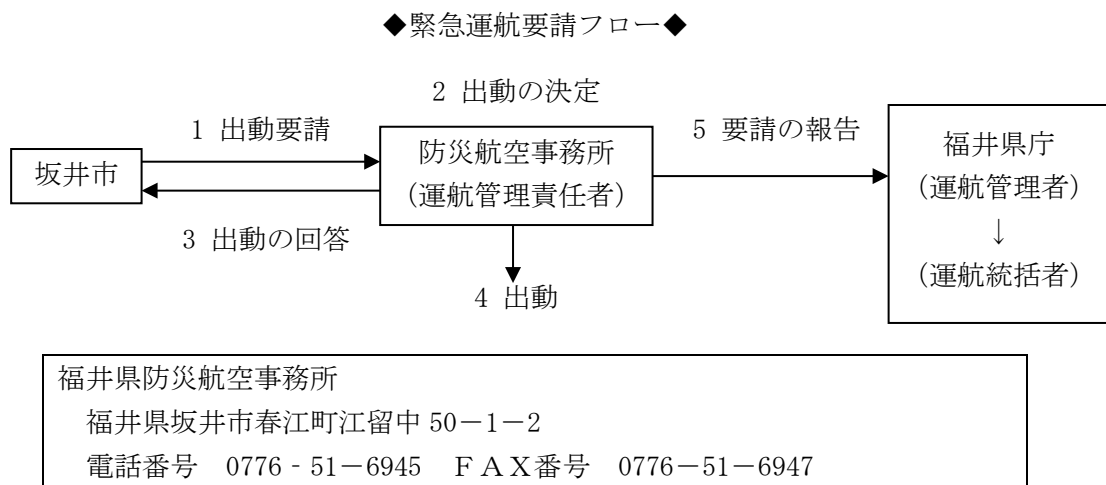 ◆緊急運航要請フロー◆
2 出動の決定
1 出動要請
5 要請の報告
坂井市
防災航空事務所
（運航管理責任者）
福井県庁
（運航管理者）
↓
（運航統括者）
3 出動の回答
4 出動
福井県防災航空事務所
福井県坂井市春江町江留中 50－1－2
電話番号　0776‐51－6945　ＦＡＸ番号　0776－51－6947